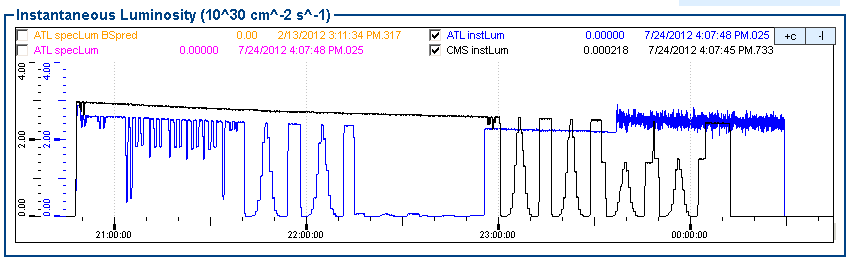 Instantaneous Luminosity (10^30 cm^-2 s^-1)
ATL specLum BSpred 0.00 2/13/2012 3:11:34 PM.317 ATL instLum 0.00000 7/24/2012 4:07:48 PM.025 +c -l
ATL specLum 0.00000 7/24/2012 4:07:48 PM.025 CMS instLum 0.000218 7/24/2012 4:07:45 PM.733
4.00 4.00
2.00 2.00
0.00 0.00
21:00:00 22:00:00 23:00:00 00:00:00